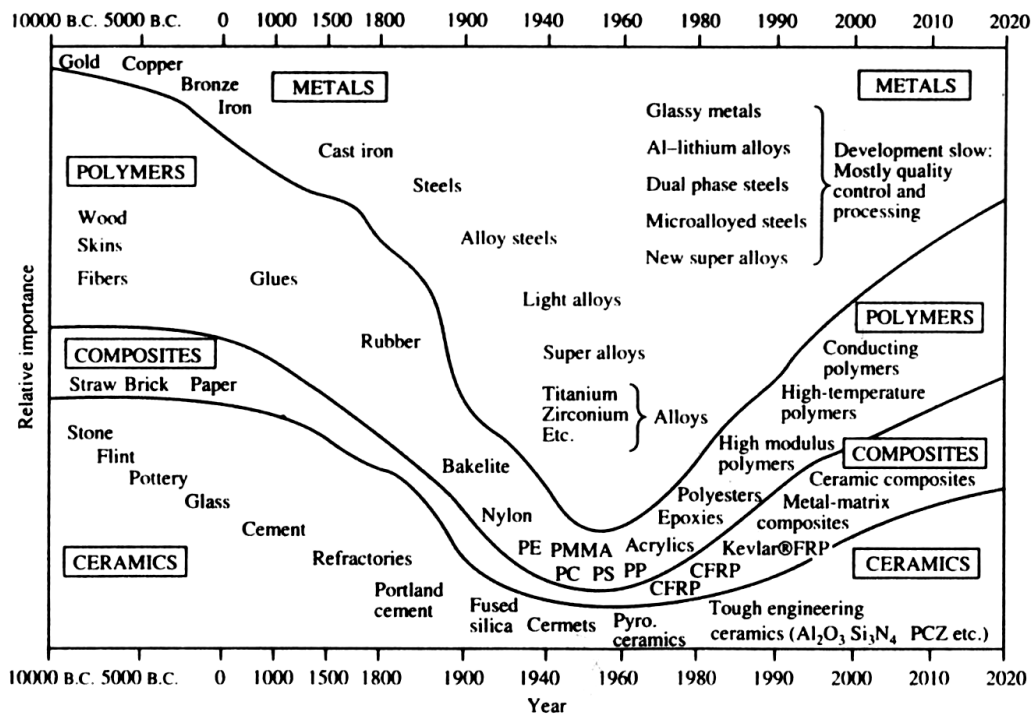 10000 B.C. 5000 B.C. 0 1000 1500 1800 1900 1940 1960 1980 1990 2000 2010 2020
Gold
Copper
Bronze
Iron
METALS
METALS
Cast iron
Steels
Alloy steels
Light alloys
Super alloys
Titanium
Zirconium
Etc.
Alloys
Glassy metals
Al–lithium alloys
Dual phase steels
Microalloyed steels
New super alloys
Development slow:
Mostly quality
control and
processing
POLYMERS
Wood
Skins
Fibers
Glues
Rubber
Bakelite
Nylon
PE
PMMA
Acrylics
PC
PS
PP
Polyesters
Epoxies
High modulus
polymers
High-temperature
polymers
Conducting
polymers
POLYMERS
COMPOSITES
Straw Brick
Paper
CFRP
CFRP
Kevlar®FRP
Metal-matrix
composites
Ceramic composites
COMPOSITES
Stone
Flint
Pottery
Glass
Cement
Refractories
Portland
cement
Fused
silica
Cermets
Pyro.
ceramics
Tough engineering
ceramics (Al₂O₃ Si₃N₄ PCZ etc.)
CERAMICS
CERAMICS
Relative importance
10000 B.C. 5000 B.C. 0 1000 1500 1800 1900 1940 1960 1980 1990 2000 2010 2020
Year